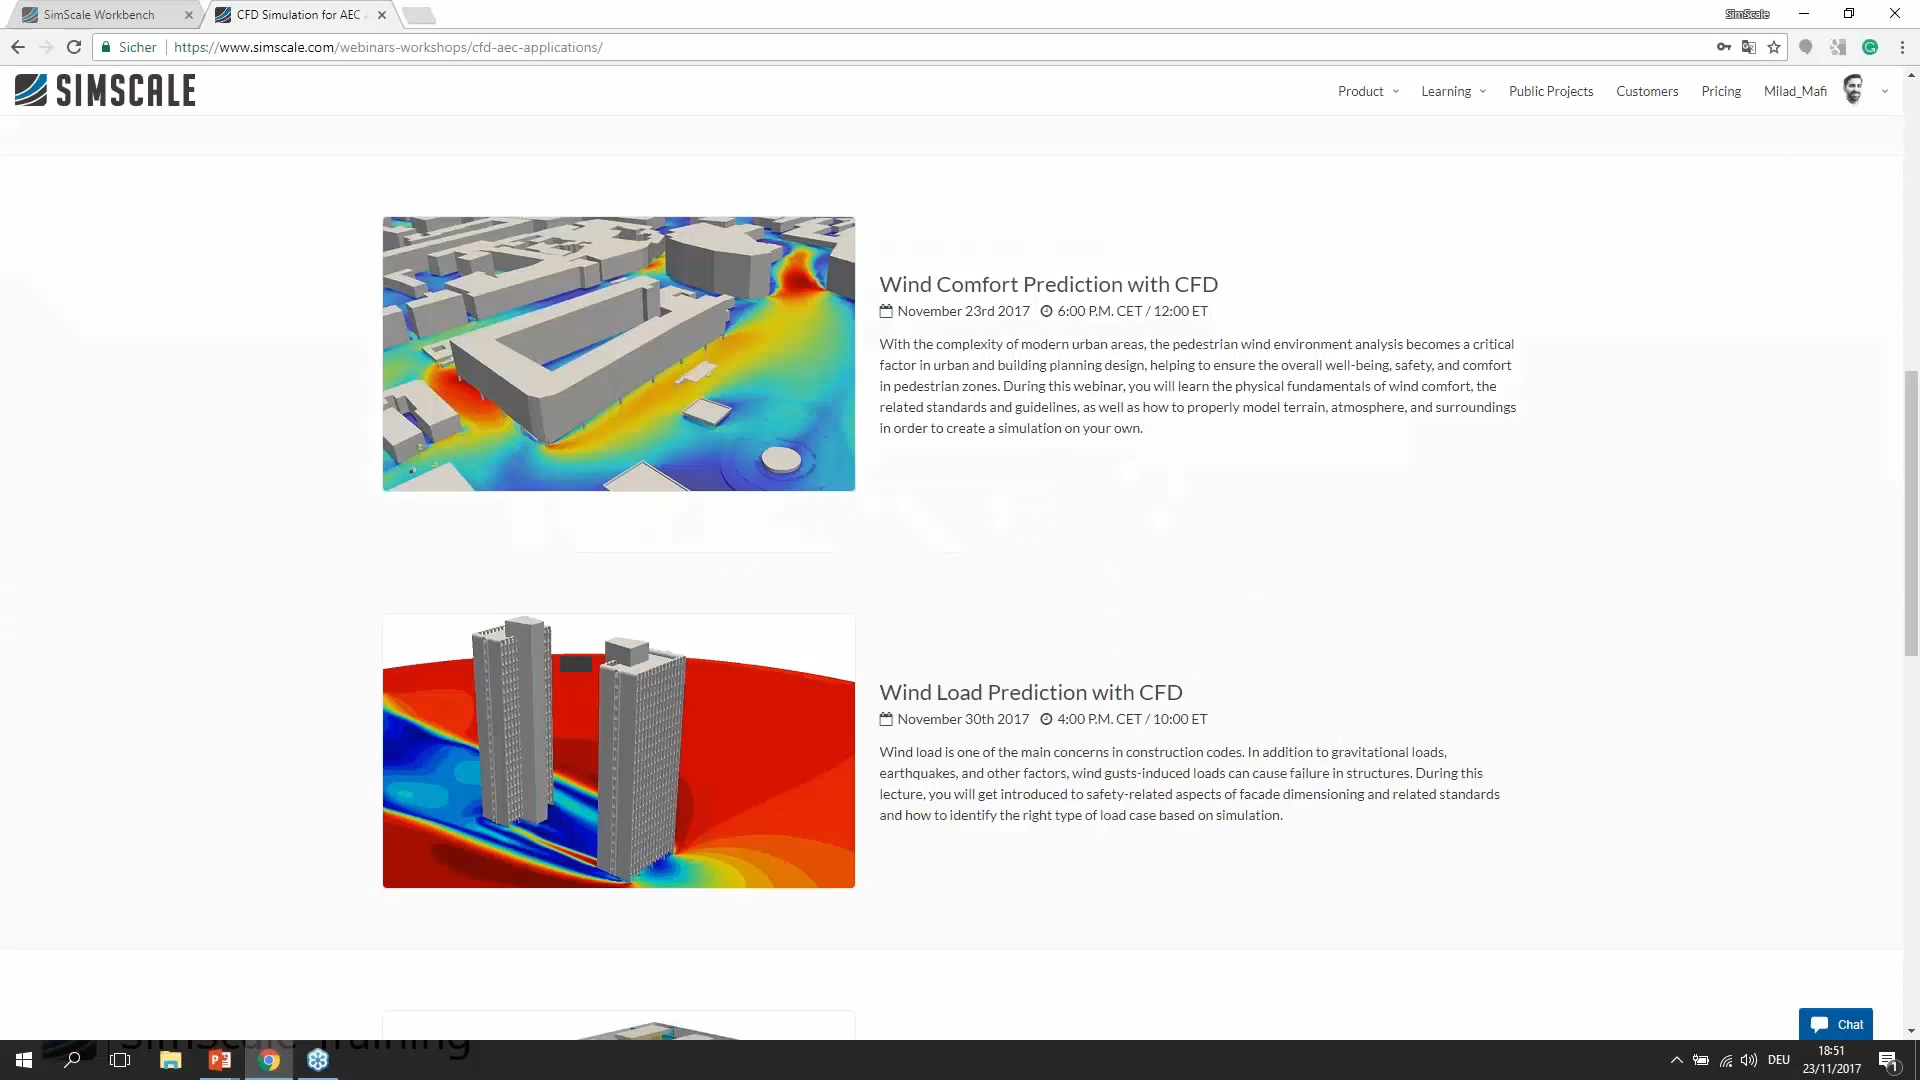 SimScale Workbench
CFD Simulation for AEC
SimScale
Sicher
https://www.simscale.com/webinars-workshops/cfd-aec-applications/
SIMSCALE
Product
Learning
Public Projects
Customers
Pricing
Milad_Mafi
Wind Comfort Prediction with CFD
November 23rd 2017 6:00 P.M. CET / 12:00 ET
With the complexity of modern urban areas, the pedestrian wind environment analysis becomes a critical
factor in urban and building planning design, helping to ensure the overall well-being, safety, and comfort
in pedestrian zones. During this webinar, you will learn the physical fundamentals of wind comfort, the
related standards and guidelines, as well as how to properly model terrain, atmosphere, and surroundings
in order to create a simulation on your own.
Wind Load Prediction with CFD
November 30th 2017 4:00 P.M. CET / 10:00 ET
Wind load is one of the main concerns in construction codes. In addition to gravitational loads,
earthquakes, and other factors, wind gusts-induced loads can cause failure in structures. During this
lecture, you will get introduced to safety-related aspects of facade dimensioning and related standards
and how to identify the right type of load case based on simulation.
Chat
SimScale Training
DEU
18:51
23/11/2017
1